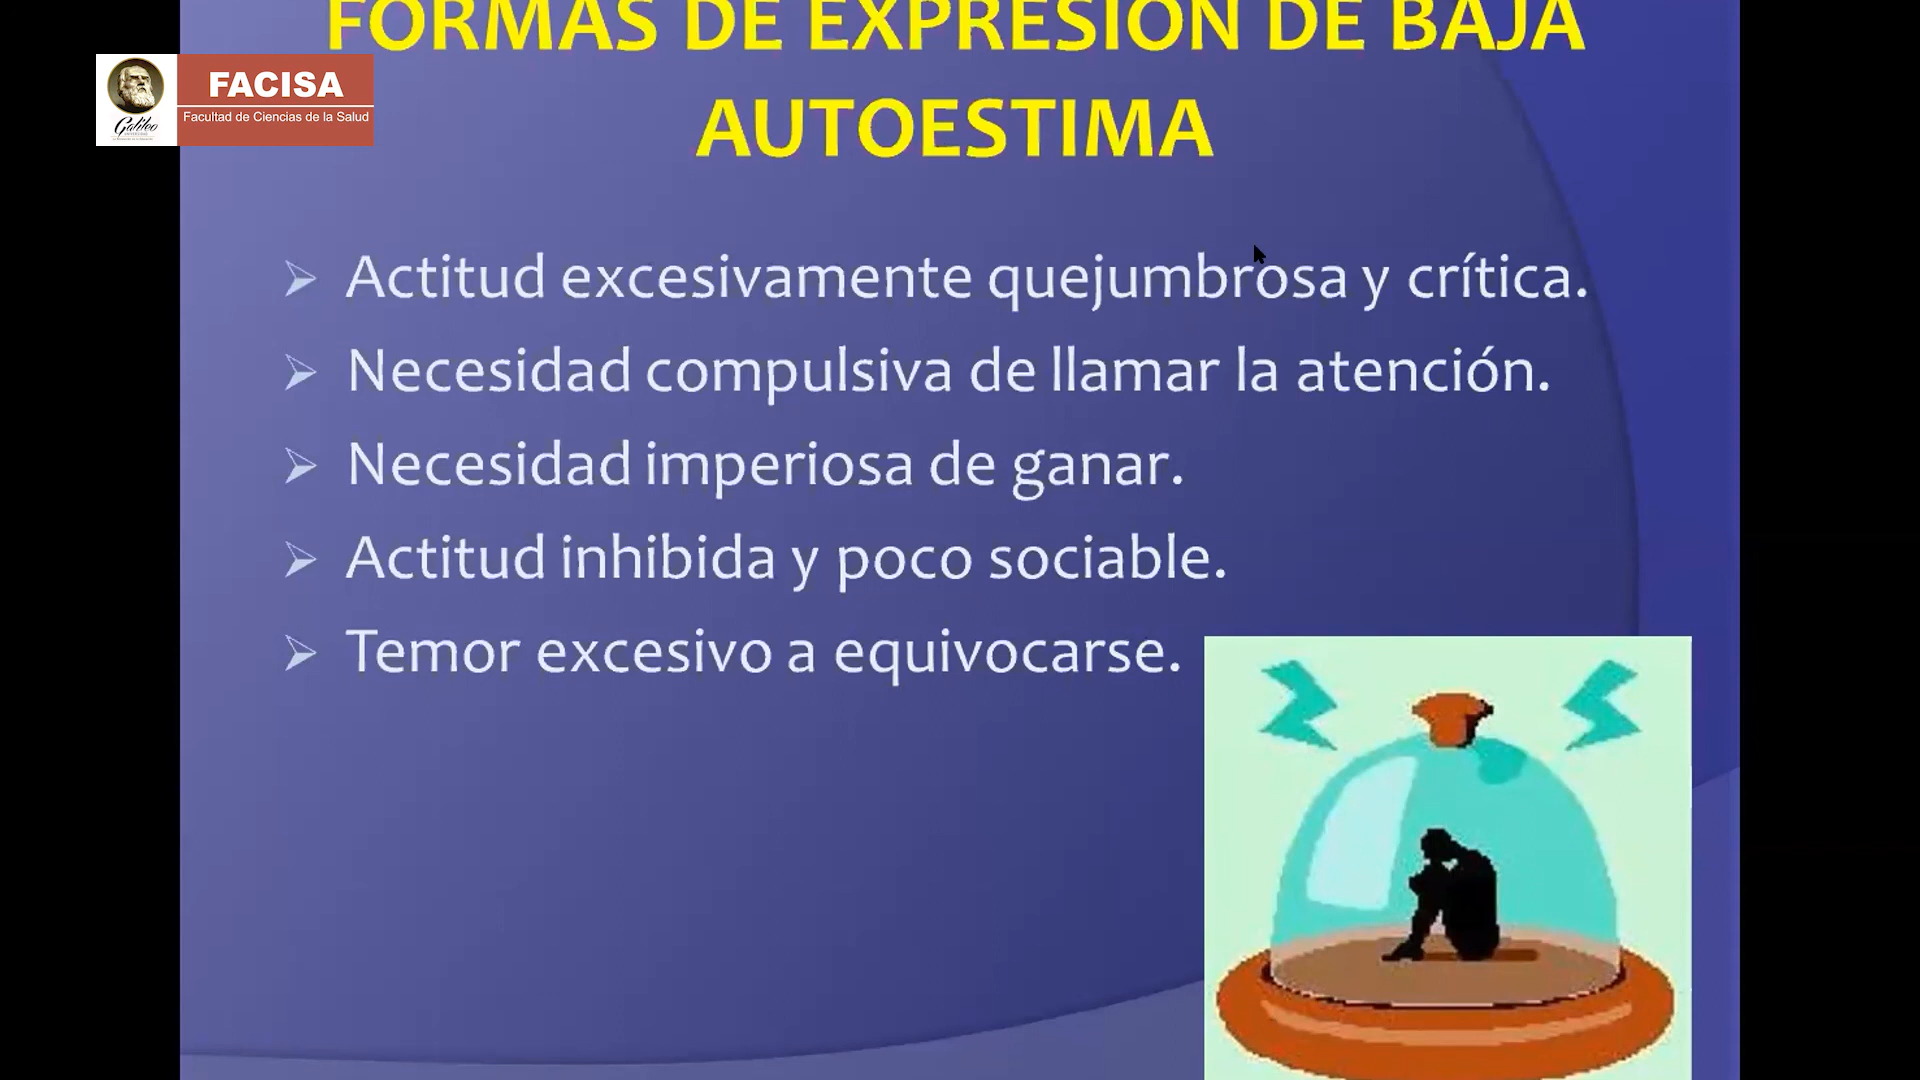 FORMAS DE EXPRESIÓN DE BAJA
AUTOESTIMA
FACISA
Facultad de Ciencias de la Salud
Galileo
Actitud excesivamente quejumbrosa y crítica.
Necesidad compulsiva de llamar la atención.
Necesidad imperiosa de ganar.
Actitud inhibida y poco sociable.
Temor excesivo a equivocarse.